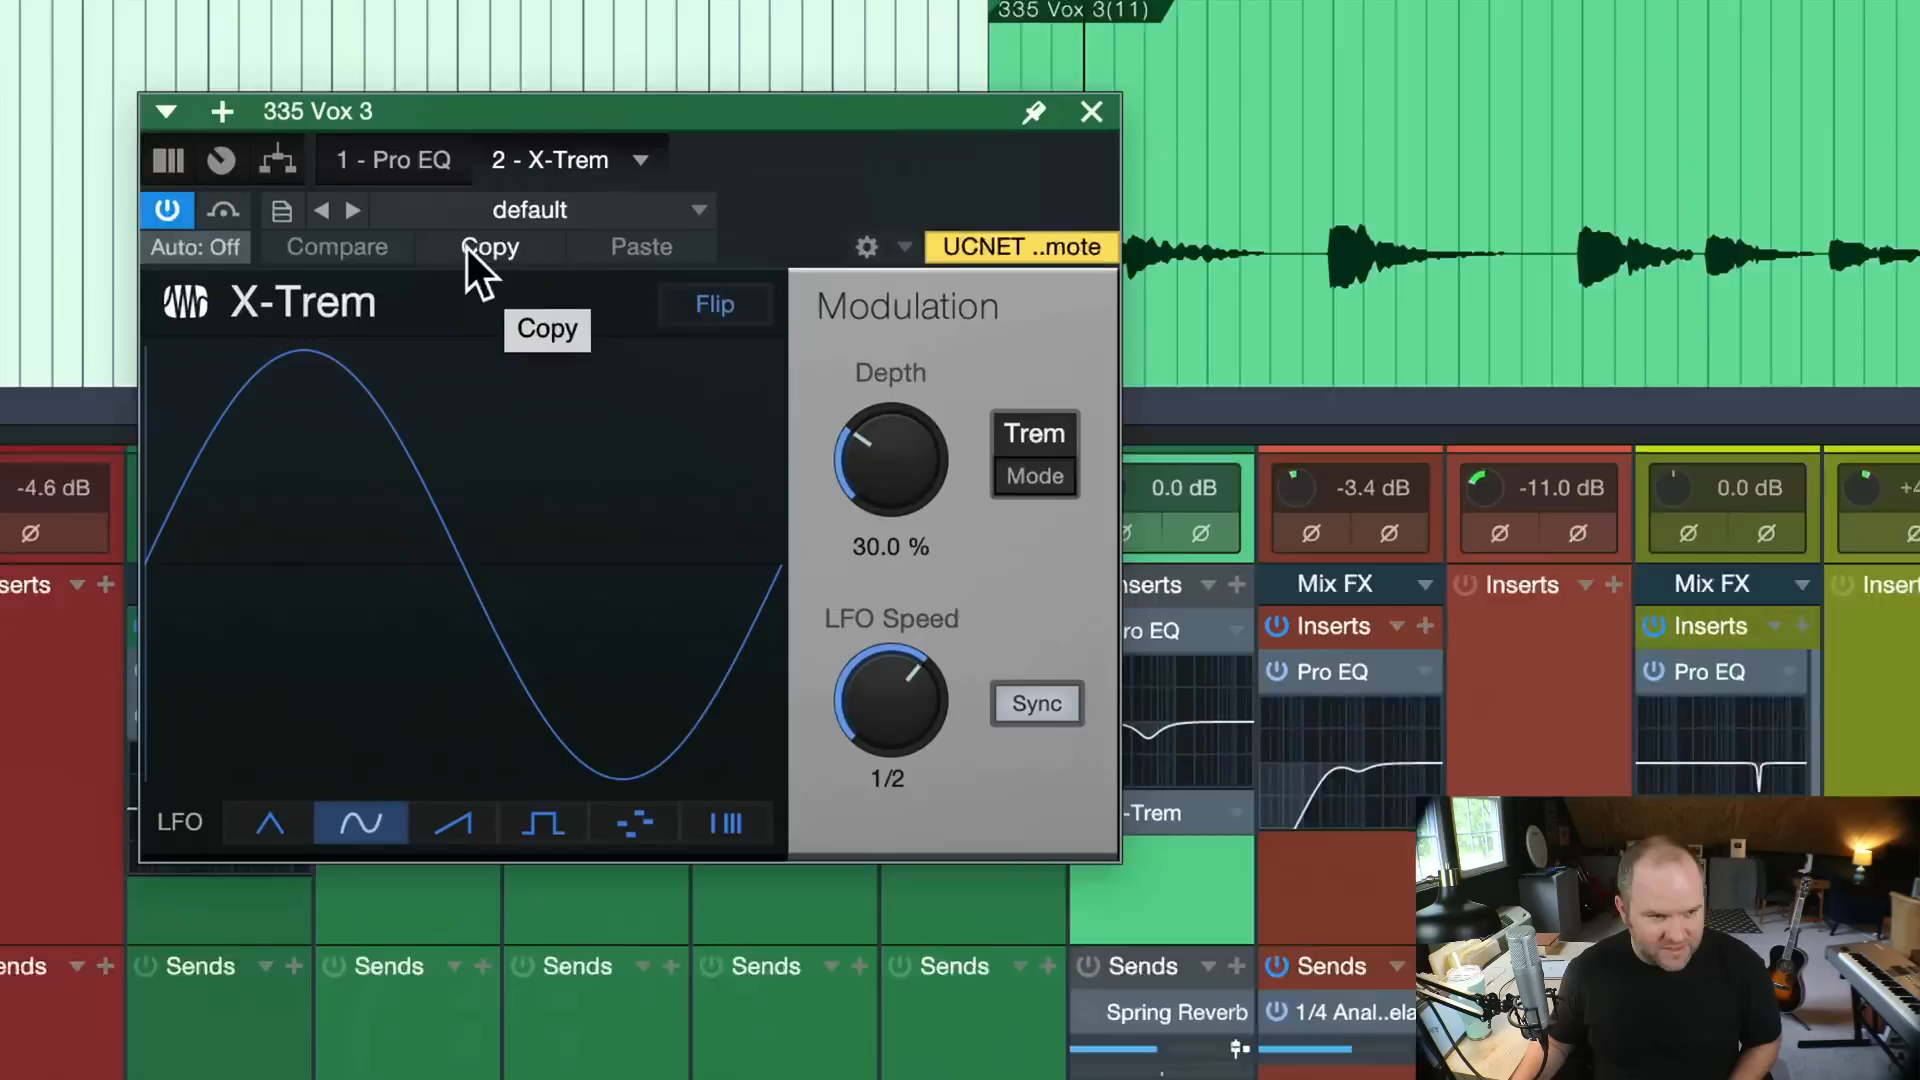 335 Vox 3(11)
335 Vox 3
1 - Pro EQ
2 - X-Trem
default
Auto: Off
Compare
Copy
Paste
UCNET ..mote
X-Trem
Flip
Copy
Modulation
Depth
Trem
Mode
30.0 %
LFO Speed
Sync
1/2
LFO
-4.6 dB
0.0 dB
-3.4 dB
-11.0 dB
0.0 dB
+4
serts
nserts
Mix FX
Inserts
Mix FX
Insert
ro EQ
Inserts
Inserts
Pro EQ
Pro EQ
-Trem
ends
Sends
Sends
Sends
Sends
Sends
Sends
Sends
Spring Reverb
1/4 Anal..ela